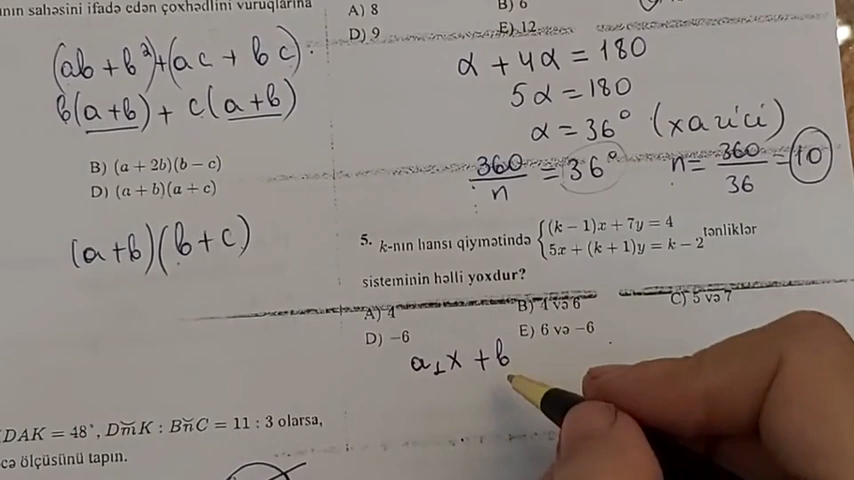 nın sahəsini ifadə edən çoxhədlini vuruqlarına
(ab + b²)+(ac + bc).
b(a+b) + c(a+b)
B) (a + 2b)(b − c)
D) (a + b)(a + c)
(a+b)(b+c)
KDAK = 48°, DmK : BnC = 11 : 3 olarsa,
cə ölçüsünü tapın.
A) 8
B) 6
D) 9
E) 12
α + 4α = 180
5α = 180
α = 36° (xarici)
360/n = 36° n = 360/36 = 10
5. k-nın hansı qiymətində {(k − 1)x + 7y = 4
5x + (k + 1)y = k − 2 tənliklər
sisteminin həlli yoxdur?
A) 4
B) 4 və 6
C) 5 və 7
D) −6
E) 6 və −6
a₁x + b